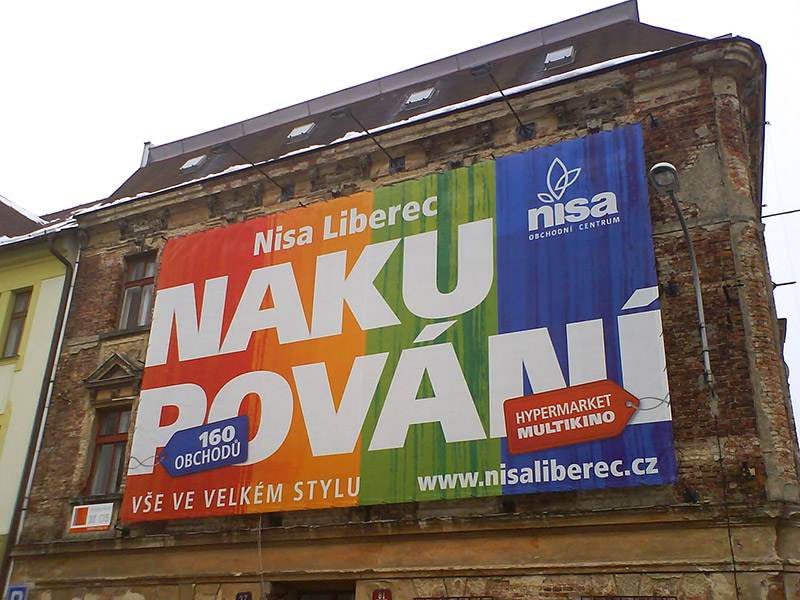 Nisa Liberec
nisa
OBCHODNÍ CENTRUM
NAKU
POVÁNÍ
160
OBCHODŮ
HYPERMARKET
MULTIKINO
VŠE VE VELKÉM STYLU
www.nisaliberec.cz